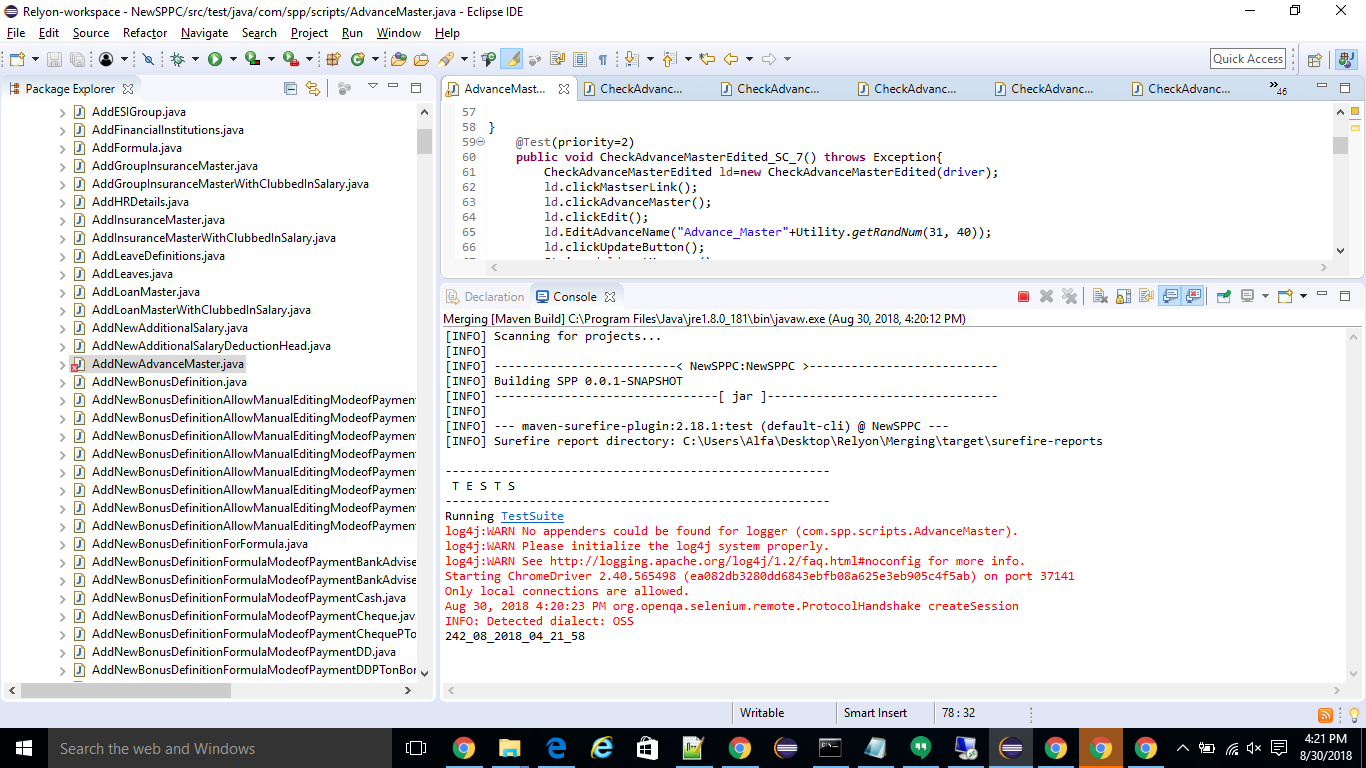 Relyon-workspace - NewSPPC/src/test/java/com/spp/scripts/AdvanceMaster.java - Eclipse IDE
File Edit Source Refactor Navigate Search Project Run Window Help
Quick Access
Package Explorer
AddESIGroup.java
AddFinancialInstitutions.java
AddFormula.java
AddGroupInsuranceMaster.java
AddGroupInsuranceMasterWithClubbedInSalary.java
AddHRDetails.java
AddInsuranceMaster.java
AddInsuranceMasterWithClubbedInSalary.java
AddLeaveDefinitions.java
AddLeaves.java
AddLoanMaster.java
AddLoanMasterWithClubbedInSalary.java
AddNewAdditionalSalary.java
AddNewAdditionalSalaryDeductionHead.java
AddNewAdvanceMaster.java
AddNewBonusDefinition.java
AddNewBonusDefinitionAllowManualEditingModeofPayment
AddNewBonusDefinitionAllowManualEditingModeofPayment
AddNewBonusDefinitionAllowManualEditingModeofPayment
AddNewBonusDefinitionAllowManualEditingModeofPayment
AddNewBonusDefinitionAllowManualEditingModeofPayment
AddNewBonusDefinitionAllowManualEditingModeofPayment
AddNewBonusDefinitionAllowManualEditingModeofPayment
AddNewBonusDefinitionAllowManualEditingModeofPayment
AddNewBonusDefinitionForFormula.java
AddNewBonusDefinitionFormulaModeofPaymentBankAdvise
AddNewBonusDefinitionFormulaModeofPaymentBankAdvise
AddNewBonusDefinitionFormulaModeofPaymentCash.java
AddNewBonusDefinitionFormulaModeofPaymentCheque.java
AddNewBonusDefinitionFormulaModeofPaymentChequePTo
AddNewBonusDefinitionFormulaModeofPaymentDD.java
AddNewBonusDefinitionFormulaModeofPaymentDDPTonBor
AdvanceMast... CheckAdvanc... CheckAdvanc... CheckAdvanc... CheckAdvanc... CheckAdvanc... 46
57
58 }
59 @Test(priority=2)
60 public void CheckAdvanceMasterEdited_SC_7() throws Exception{
61 CheckAdvanceMasterEdited ld=new CheckAdvanceMasterEdited(driver);
62 ld.clickMastserLink();
63 ld.clickAdvanceMaster();
64 ld.clickEdit();
65 ld.EditAdvanceName("Advance_Master"+Utility.getRandNum(31, 40));
66 ld.clickUpdateButton();
Declaration Console
Merging [Maven Build] C:\Program Files\Java\jre1.8.0_181\bin\javaw.exe (Aug 30, 2018, 4:20:12 PM)
[INFO] Scanning for projects...
[INFO]
[INFO] --------------------------< NewSPPC:NewSPPC >---------------------------
[INFO] Building SPP 0.0.1-SNAPSHOT
[INFO] --------------------------------[ jar ]---------------------------------
[INFO]
[INFO] --- maven-surefire-plugin:2.18.1:test (default-cli) @ NewSPPC ---
[INFO] Surefire report directory: C:\Users\Alfa\Desktop\Relyon\Merging\target\surefire-reports
-------------------------------------------------------
T E S T S
-------------------------------------------------------
Running TestSuite
log4j:WARN No appenders could be found for logger (com.spp.scripts.AdvanceMaster).
log4j:WARN Please initialize the log4j system properly.
log4j:WARN See http://logging.apache.org/log4j/1.2/faq.html#noconfig for more info.
Starting ChromeDriver 2.40.565498 (ea082db3280dd6843ebfb08a625e3eb905c4f5ab) on port 37141
Only local connections are allowed.
Aug 30, 2018 4:20:23 PM org.openqa.selenium.remote.ProtocolHandshake createSession
INFO: Detected dialect: OSS
242_08_2018_04_21_58
Writable Smart Insert 78 : 32
Search the web and Windows
4:21 PM
8/30/2018